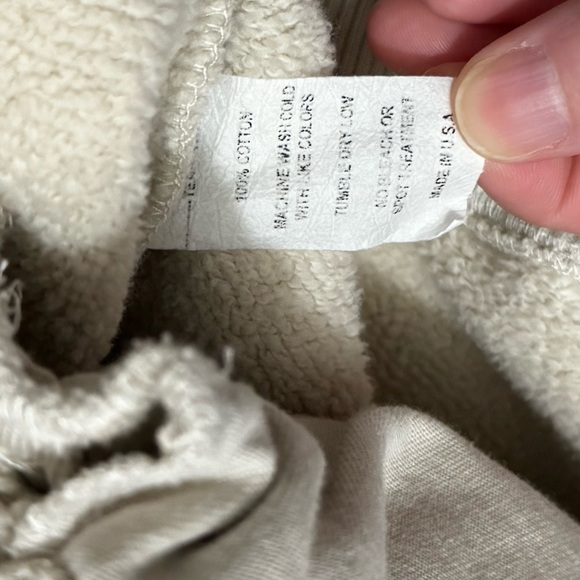 100% COTTON
MACHINE WASH COLD
WITH LIKE COLORS
TUMBLE DRY LOW
NO BLEACH OR
SPOT TREATMENT
MADE IN U.S.A